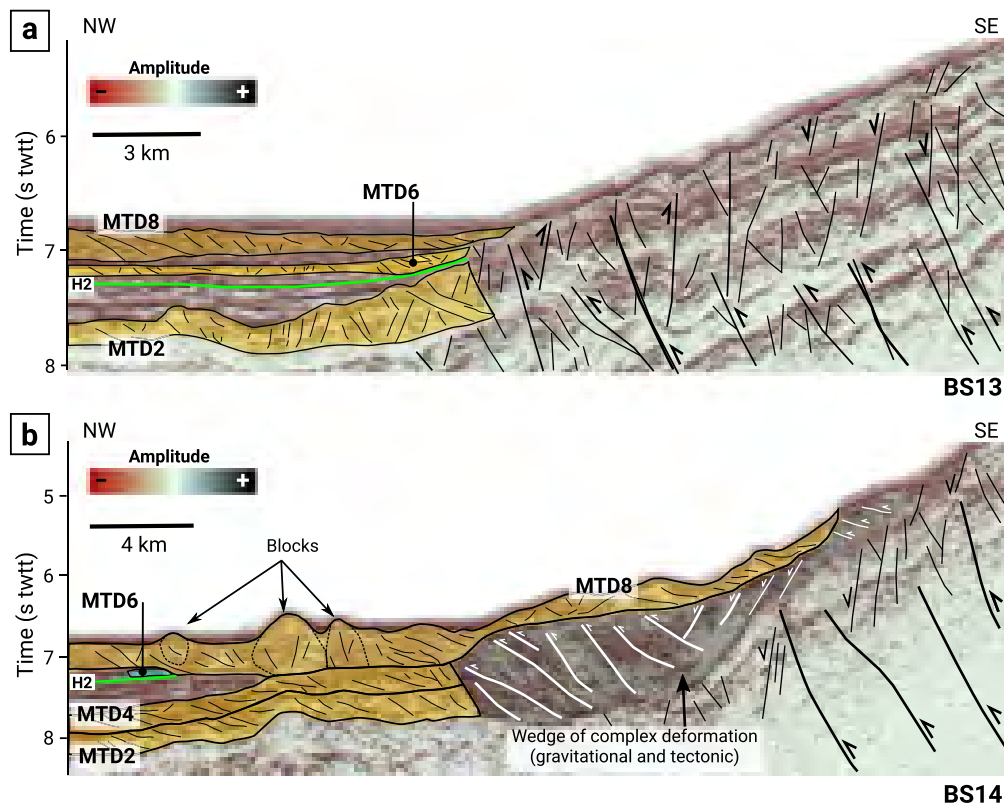 a
NW
SE
Amplitude
- +
3 km
Time (s twtt)
6
7
8
MTD6
MTD8
H2
MTD2
BS13
b
NW
SE
Amplitude
- +
4 km
Time (s twtt)
5
6
7
8
Blocks
MTD6
MTD8
H2
MTD4
MTD2
Wedge of complex deformation
(gravitational and tectonic)
BS14